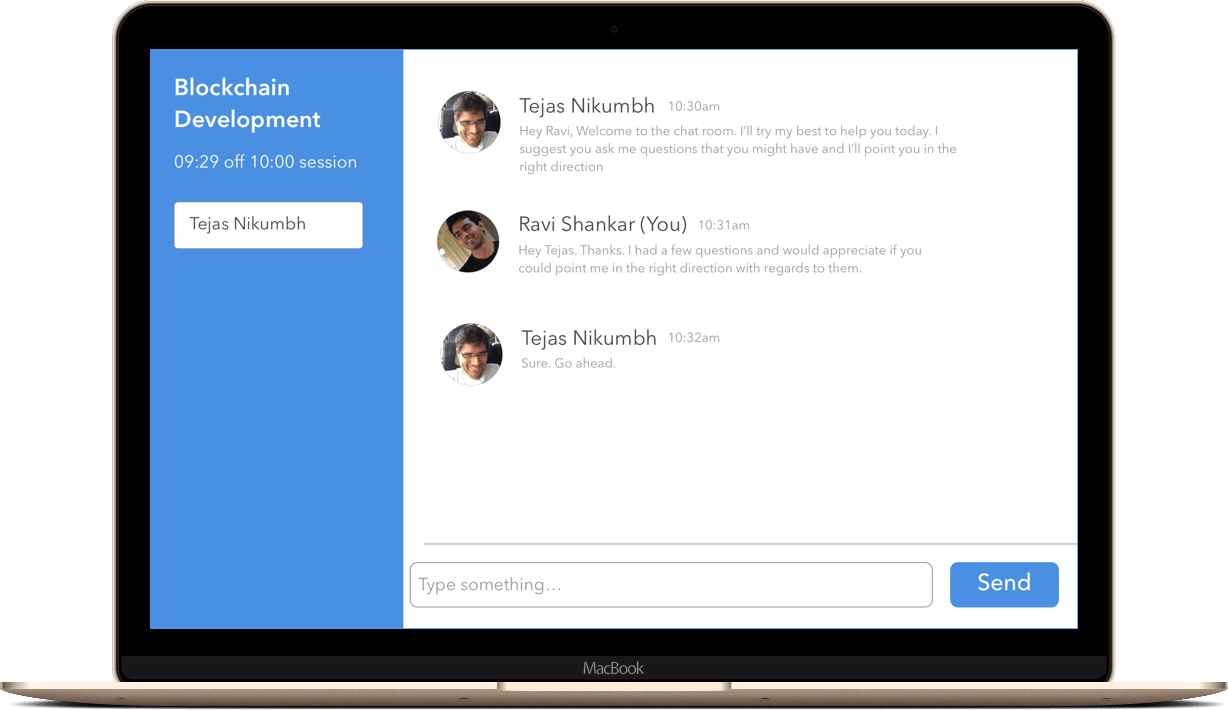 Blockchain
Development
09:29 off 10:00 session
Tejas Nikumbh
Tejas Nikumbh 10:30am
Hey Ravi, Welcome to the chat room. I'll try my best to help you today. I
suggest you ask me questions that you might have and I'll point you in the
right direction
Ravi Shankar (You) 10:31am
Hey Tejas. Thanks. I had a few questions and would appreciate if you
could point me in the right direction with regards to them.
Tejas Nikumbh 10:32am
Sure. Go ahead.
Type something...
Send
MacBook